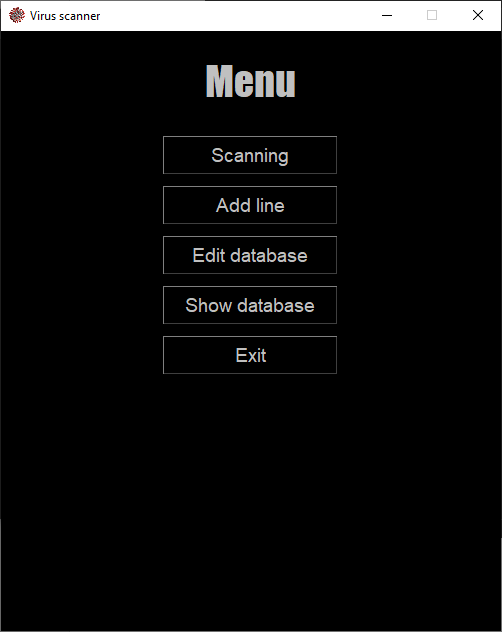 Virus scanner
Menu
Scanning
Add line
Edit database
Show database
Exit